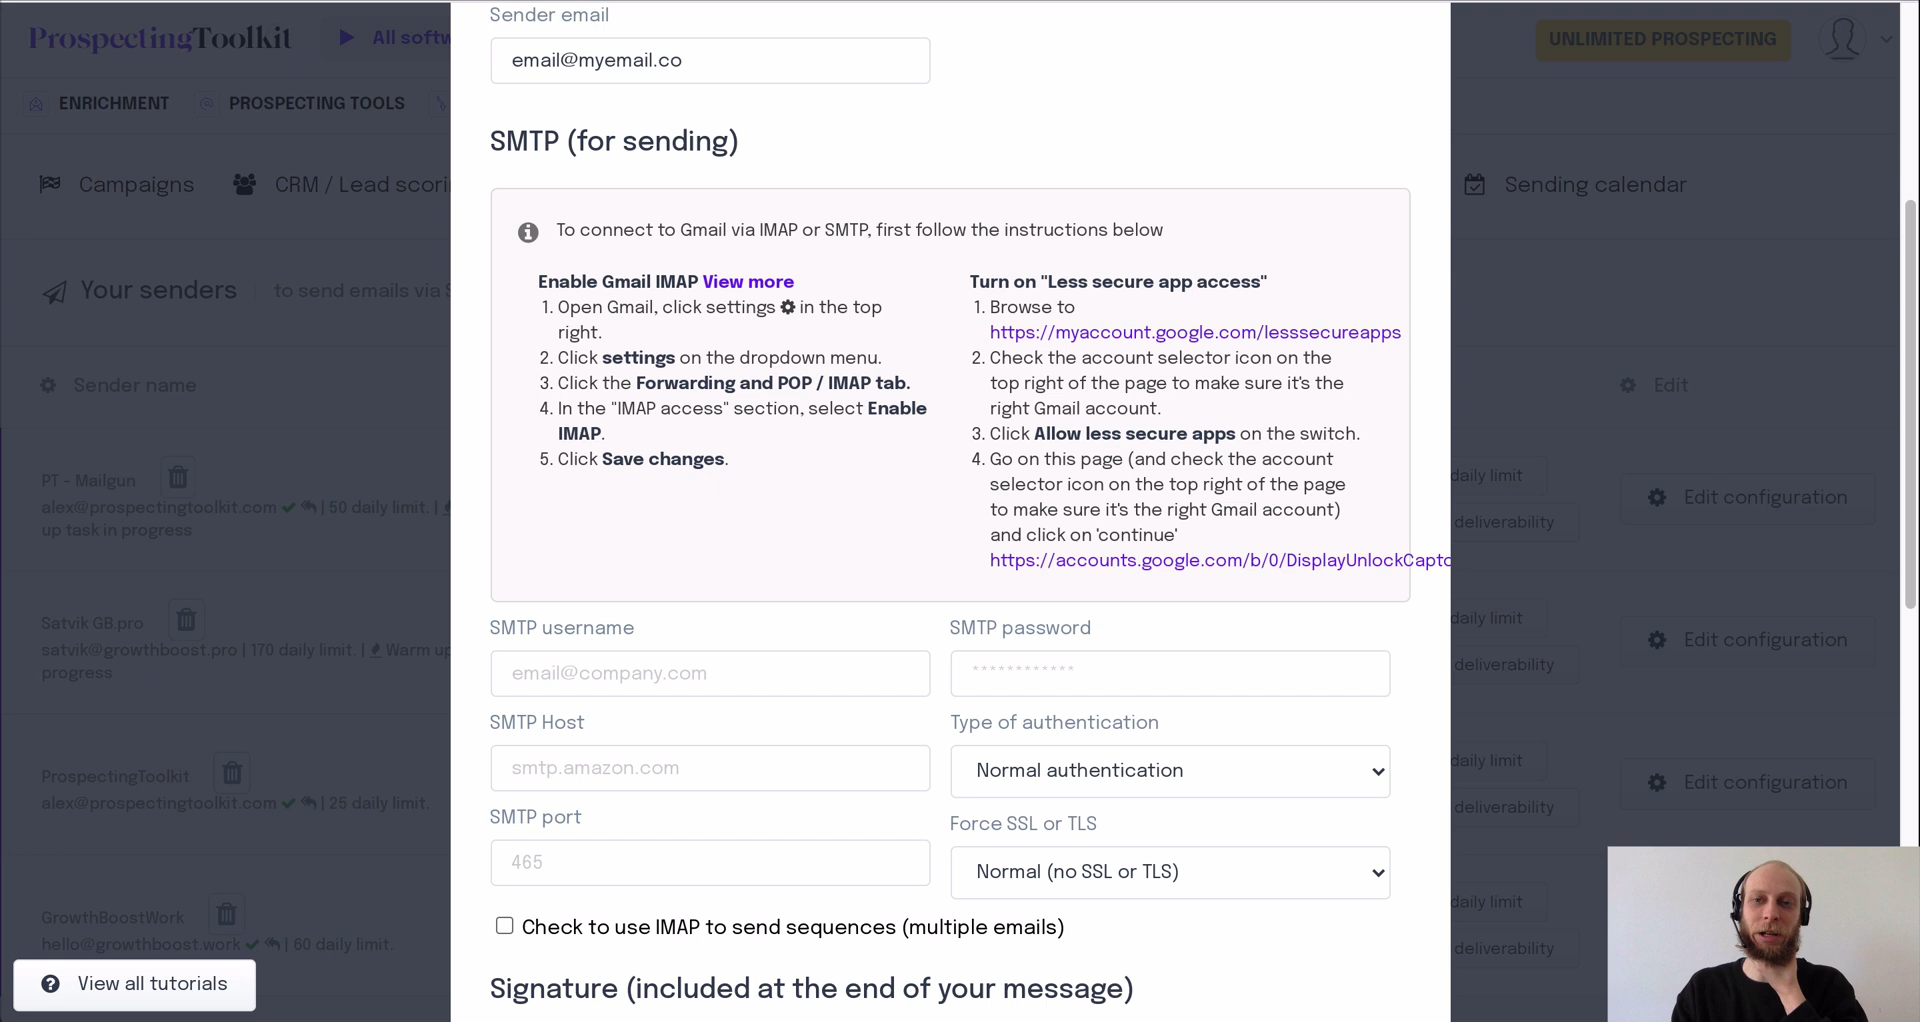 Sender email
ProspectingToolkit
All softw
email@myemail.co
UNLIMITED PROSPECTING
ENRICHMENT
PROSPECTING TOOLS
SMTP (for sending)
Campaigns
CRM / Lead scori
Sending calendar
To connect to Gmail via IMAP or SMTP, first follow the instructions below
Your senders
to send emails via S
Enable Gmail IMAP View more
1. Open Gmail, click settings in the top
right.
2. Click settings on the dropdown menu.
3. Click the Forwarding and POP / IMAP tab.
4. In the "IMAP access" section, select Enable
IMAP.
5. Click Save changes.
Turn on "Less secure app access"
1. Browse to
https://myaccount.google.com/lesssecureapps
2. Check the account selector icon on the
top right of the page to make sure it's the
right Gmail account.
3. Click Allow less secure apps on the switch.
4. Go on this page (and check the account
selector icon on the top right of the page
to make sure it's the right Gmail account)
and click on 'continue'
https://accounts.google.com/b/0/DisplayUnlockCaptc
Sender name
Edit
PT - Mailgun
alex@prospectingtoolkit.com | 50 daily limit. |
up task in progress
daily limit
deliverability
Edit configuration
Satvik GB.pro
satvik@growthboost.pro | 170 daily limit. | Warm up
progress
daily limit
deliverability
Edit configuration
SMTP username
email@company.com
SMTP password
************
SMTP Host
smtp.amazon.com
Type of authentication
Normal authentication
ProspectingToolkit
alex@prospectingtoolkit.com | 25 daily limit.
daily limit
deliverability
Edit configuration
SMTP port
465
Force SSL or TLS
Normal (no SSL or TLS)
GrowthBoostWork
hello@growthboost.work | 60 daily limit.
daily limit
deliverability
Check to use IMAP to send sequences (multiple emails)
View all tutorials
Signature (included at the end of your message)